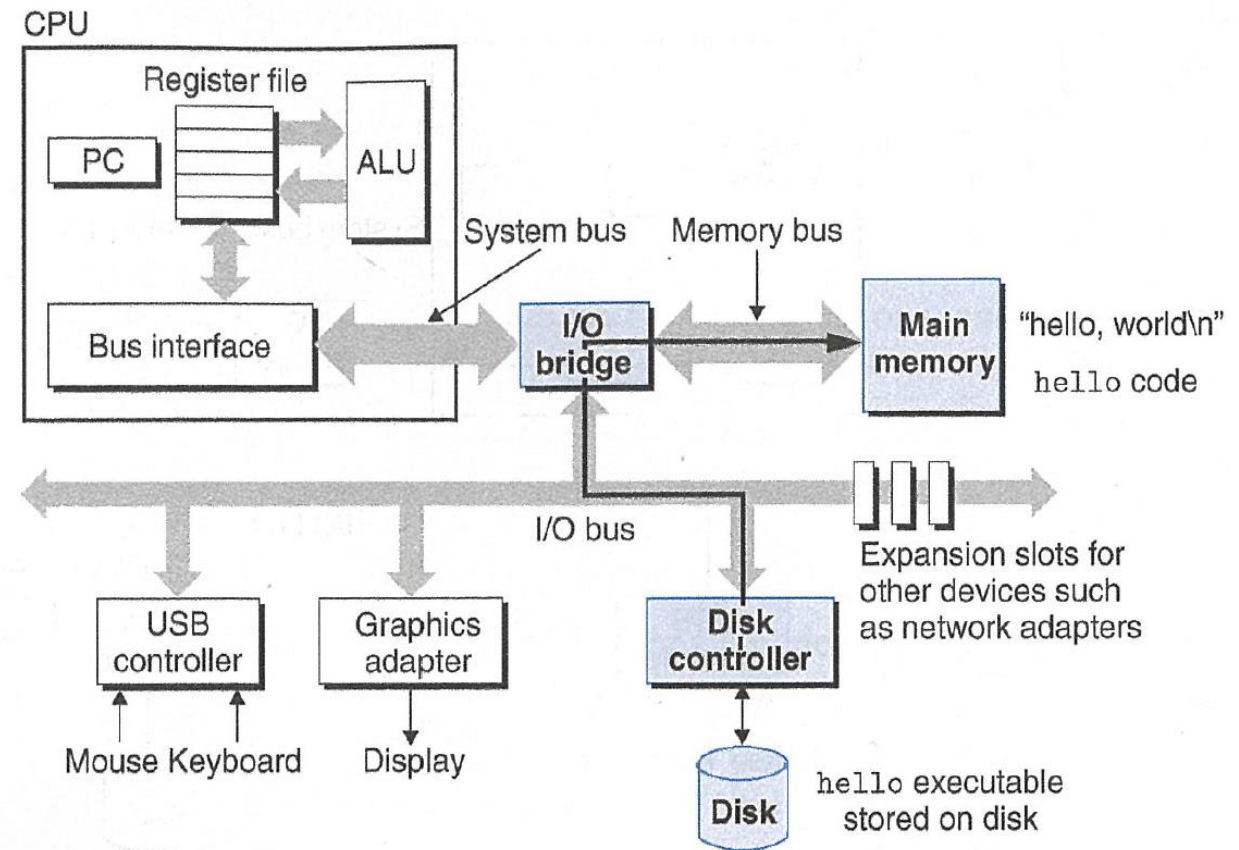 CPU
Register file
PC
ALU
System bus
Memory bus
Bus interface
I/O
bridge
Main
memory
"hello, world\n"
hello code
I/O bus
Expansion slots for
other devices such
as network adapters
USB
controller
Graphics
adapter
Disk
controller
Mouse Keyboard
Display
Disk
hello executable
stored on disk